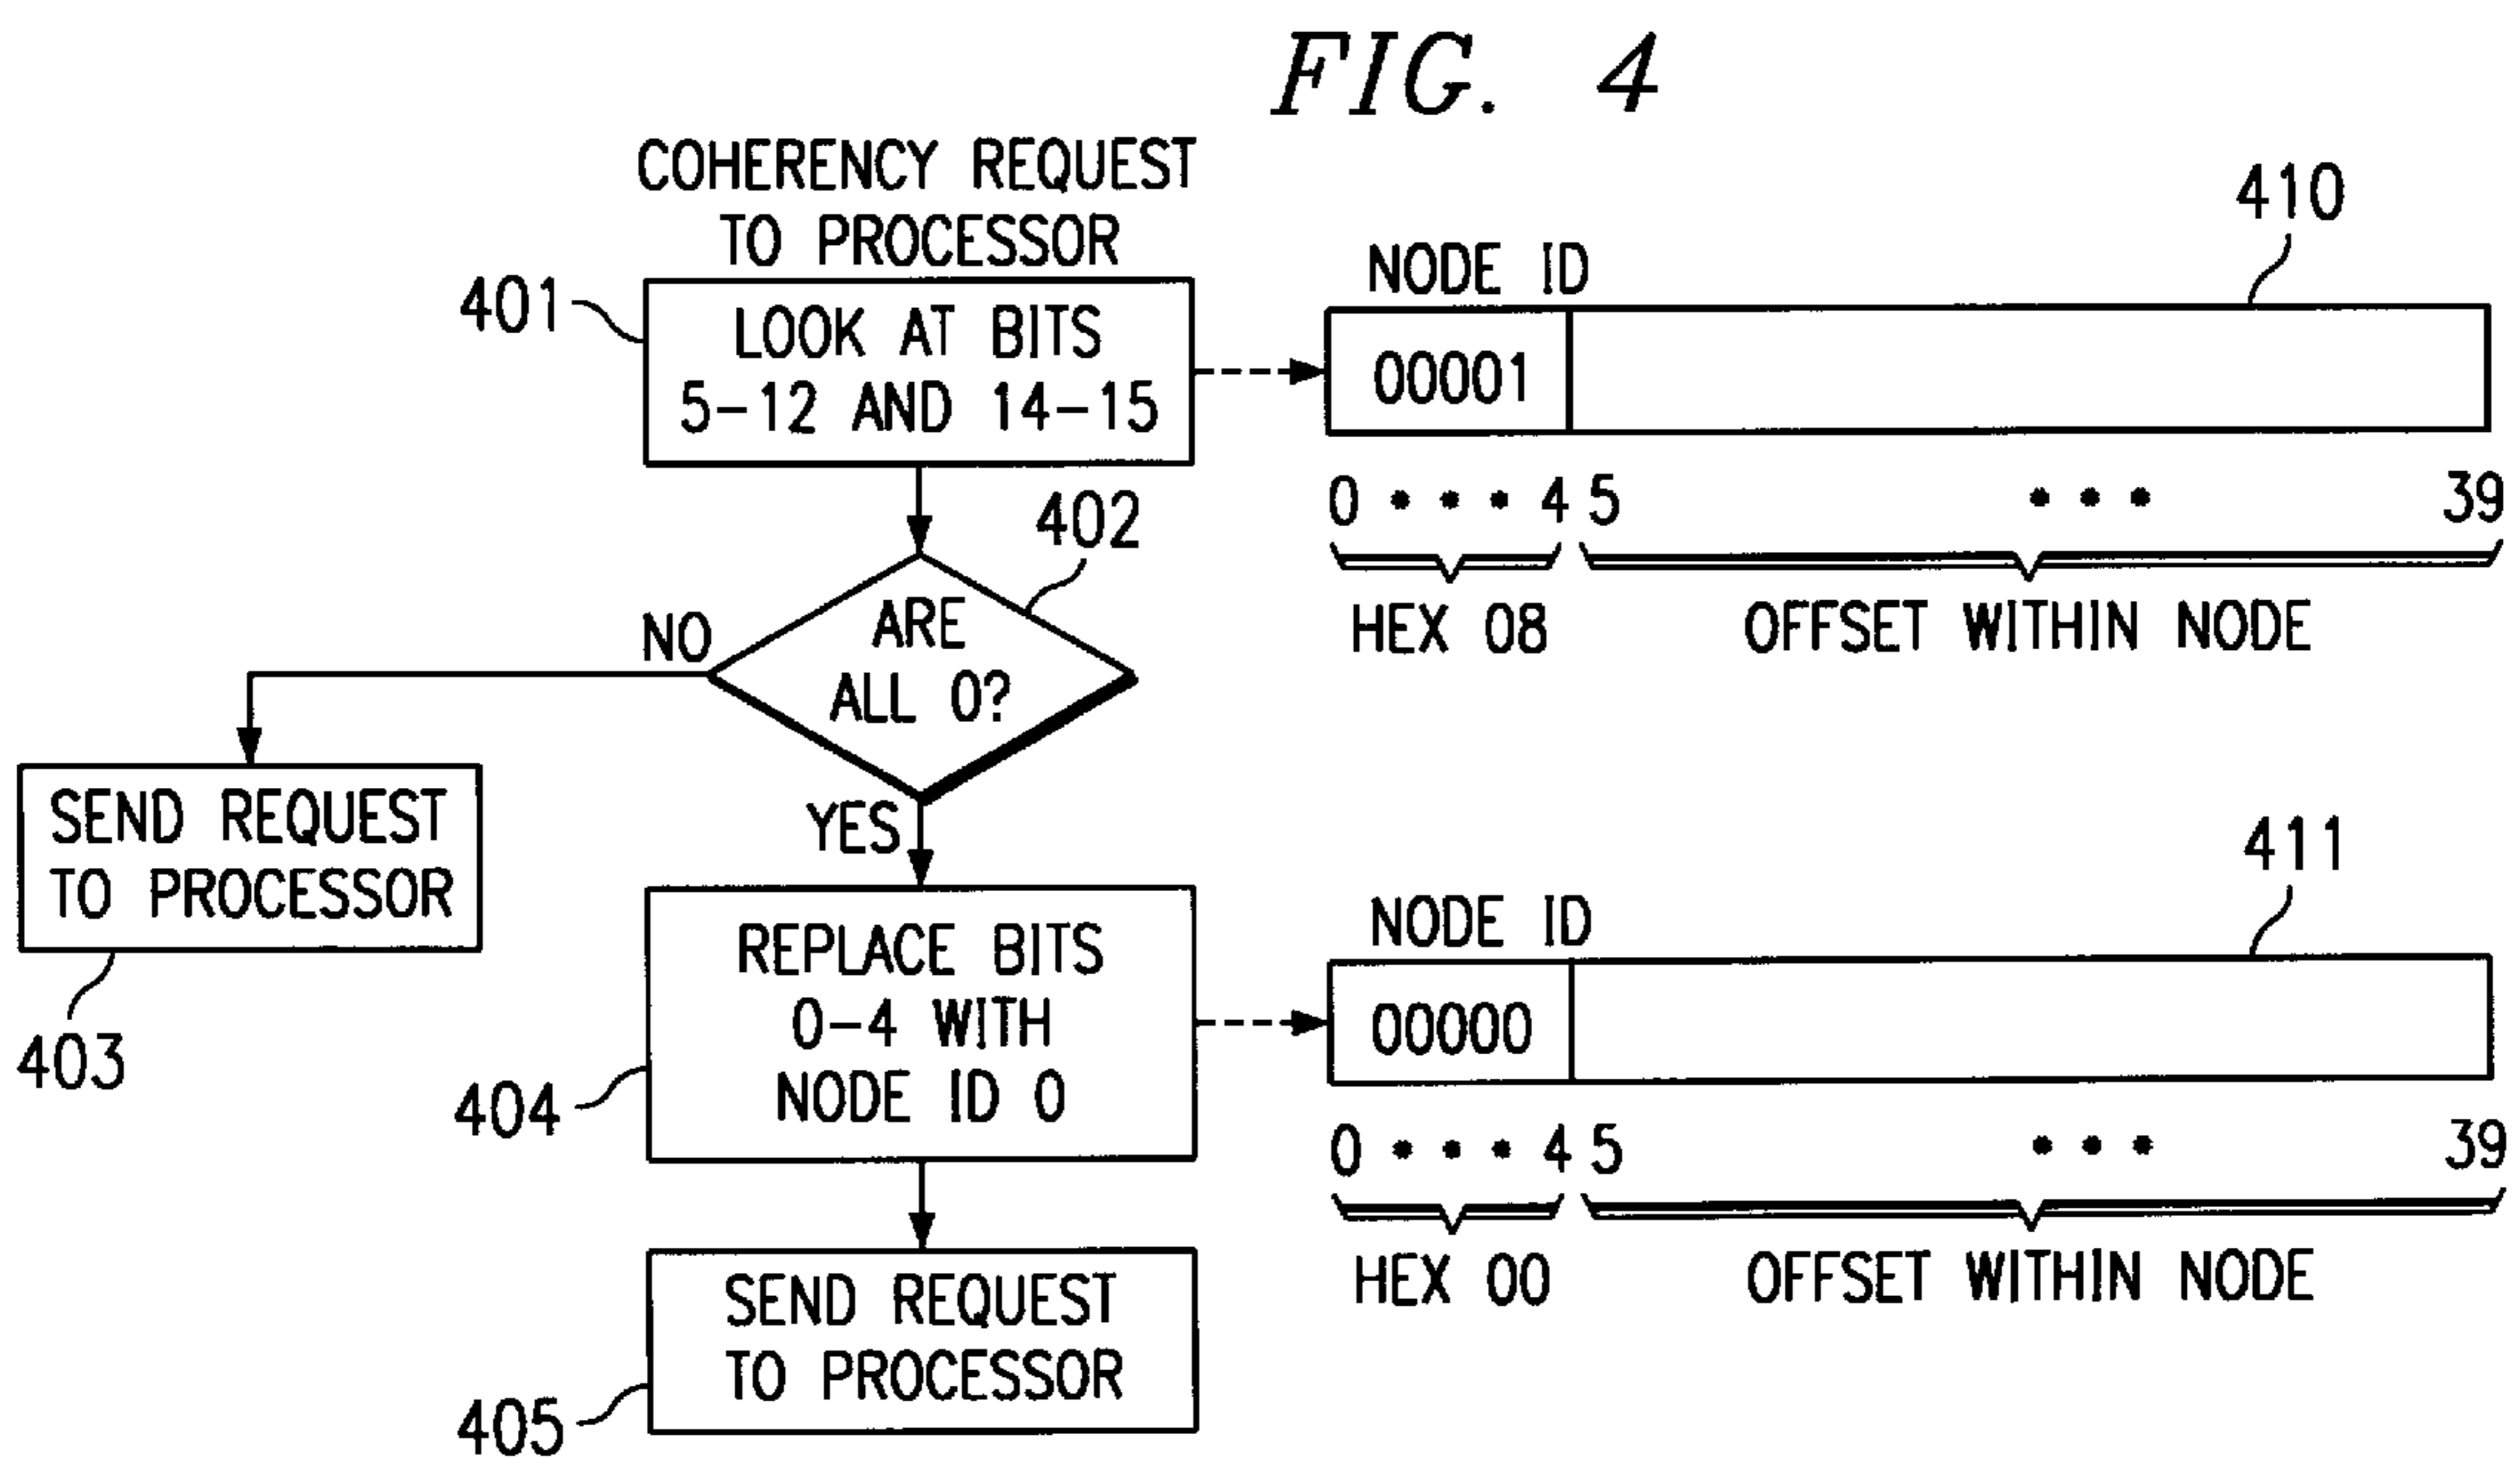 FIG. 4
COHERENCY REQUEST
TO PROCESSOR
401
LOOK AT BITS
5-12 AND 14-15
402
ARE
ALL 0?
NO
YES
SEND REQUEST
TO PROCESSOR
403
REPLACE BITS
0-4 WITH
NODE ID 0
404
SEND REQUEST
TO PROCESSOR
405
410
NODE ID
00001
0 • • • 4 5 • • • 39
HEX 08 OFFSET WITHIN NODE
411
NODE ID
00000
0 • • • 4 5 • • • 39
HEX 00 OFFSET WITHIN NODE